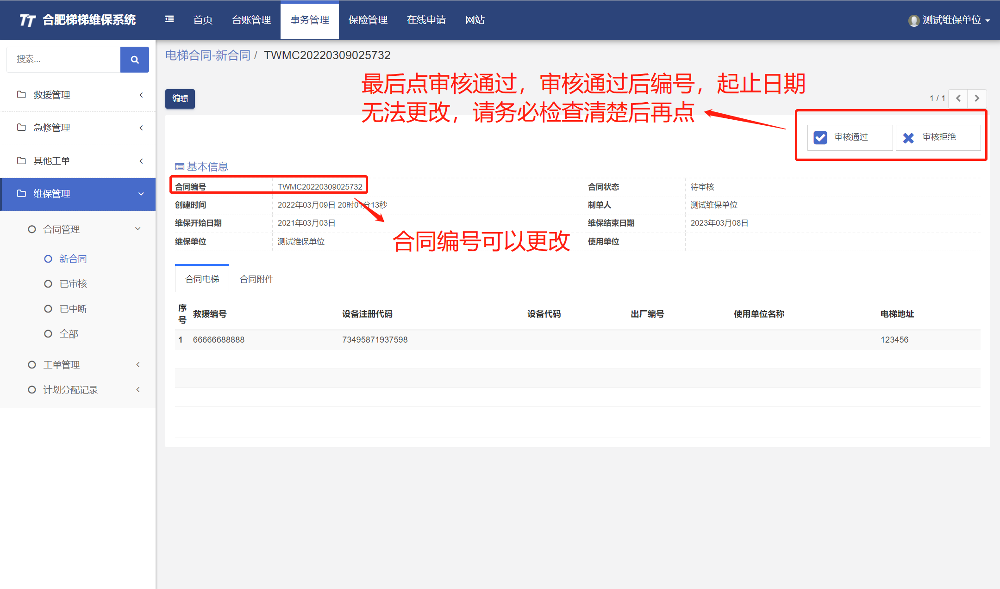 TT 合肥梯梯维保系统
首页 台账管理 事务管理 保险管理 在线申请 网站
测试维保单位
搜索...
救援管理
急修管理
其他工单
维保管理
合同管理
新合同
已审核
已中断
全部
工单管理
计划分配记录
电梯合同-新合同 / TWMC20220309025732
编辑
最后点审核通过，审核通过后编号，起止日期
无法更改，请务必检查清楚后再点
1 / 1
审核通过 审核拒绝
基本信息
合同编号 TWMC20220309025732 合同状态 待审核
创建时间 2022年03月09日 20时01分13秒 制单人 测试维保单位
维保开始日期 2021年03月03日 维保结束日期 2023年03月08日
维保单位 测试维保单位 使用单位
合同编号可以更改
合同电梯 合同附件
序号 救援编号 设备注册代码 设备代码 出厂编号 使用单位名称 电梯地址
1 66666688888 73495871937598 123456